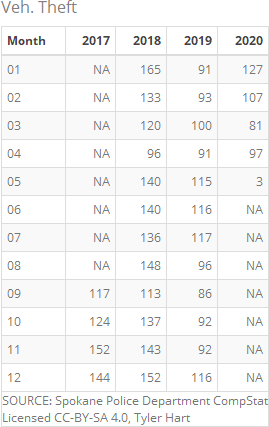 Veh. Theft
Month 2017 2018 2019 2020
01 NA 165 91 127
02 NA 133 93 107
03 NA 120 100 81
04 NA 96 91 97
05 NA 140 115 3
06 NA 140 116 NA
07 NA 136 117 NA
08 NA 148 96 NA
09 117 113 86 NA
10 124 137 92 NA
11 152 143 92 NA
12 144 152 116 NA
SOURCE: Spokane Police Department CompStat
Licensed CC-BY-SA 4.0, Tyler Hart